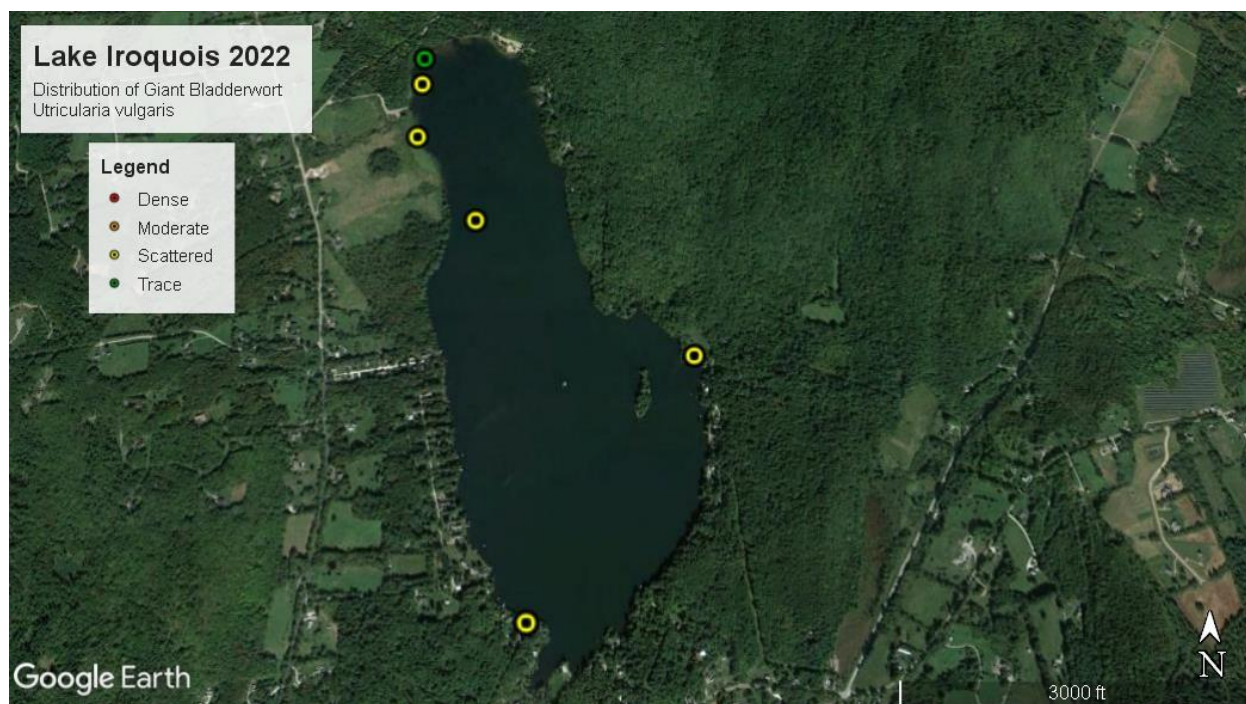 Lake Iroquois 2022
Distribution of Giant Bladderwort
Utricularia vulgaris
Legend
Dense
Moderate
Scattered
Trace
Google Earth
N
3000 ft